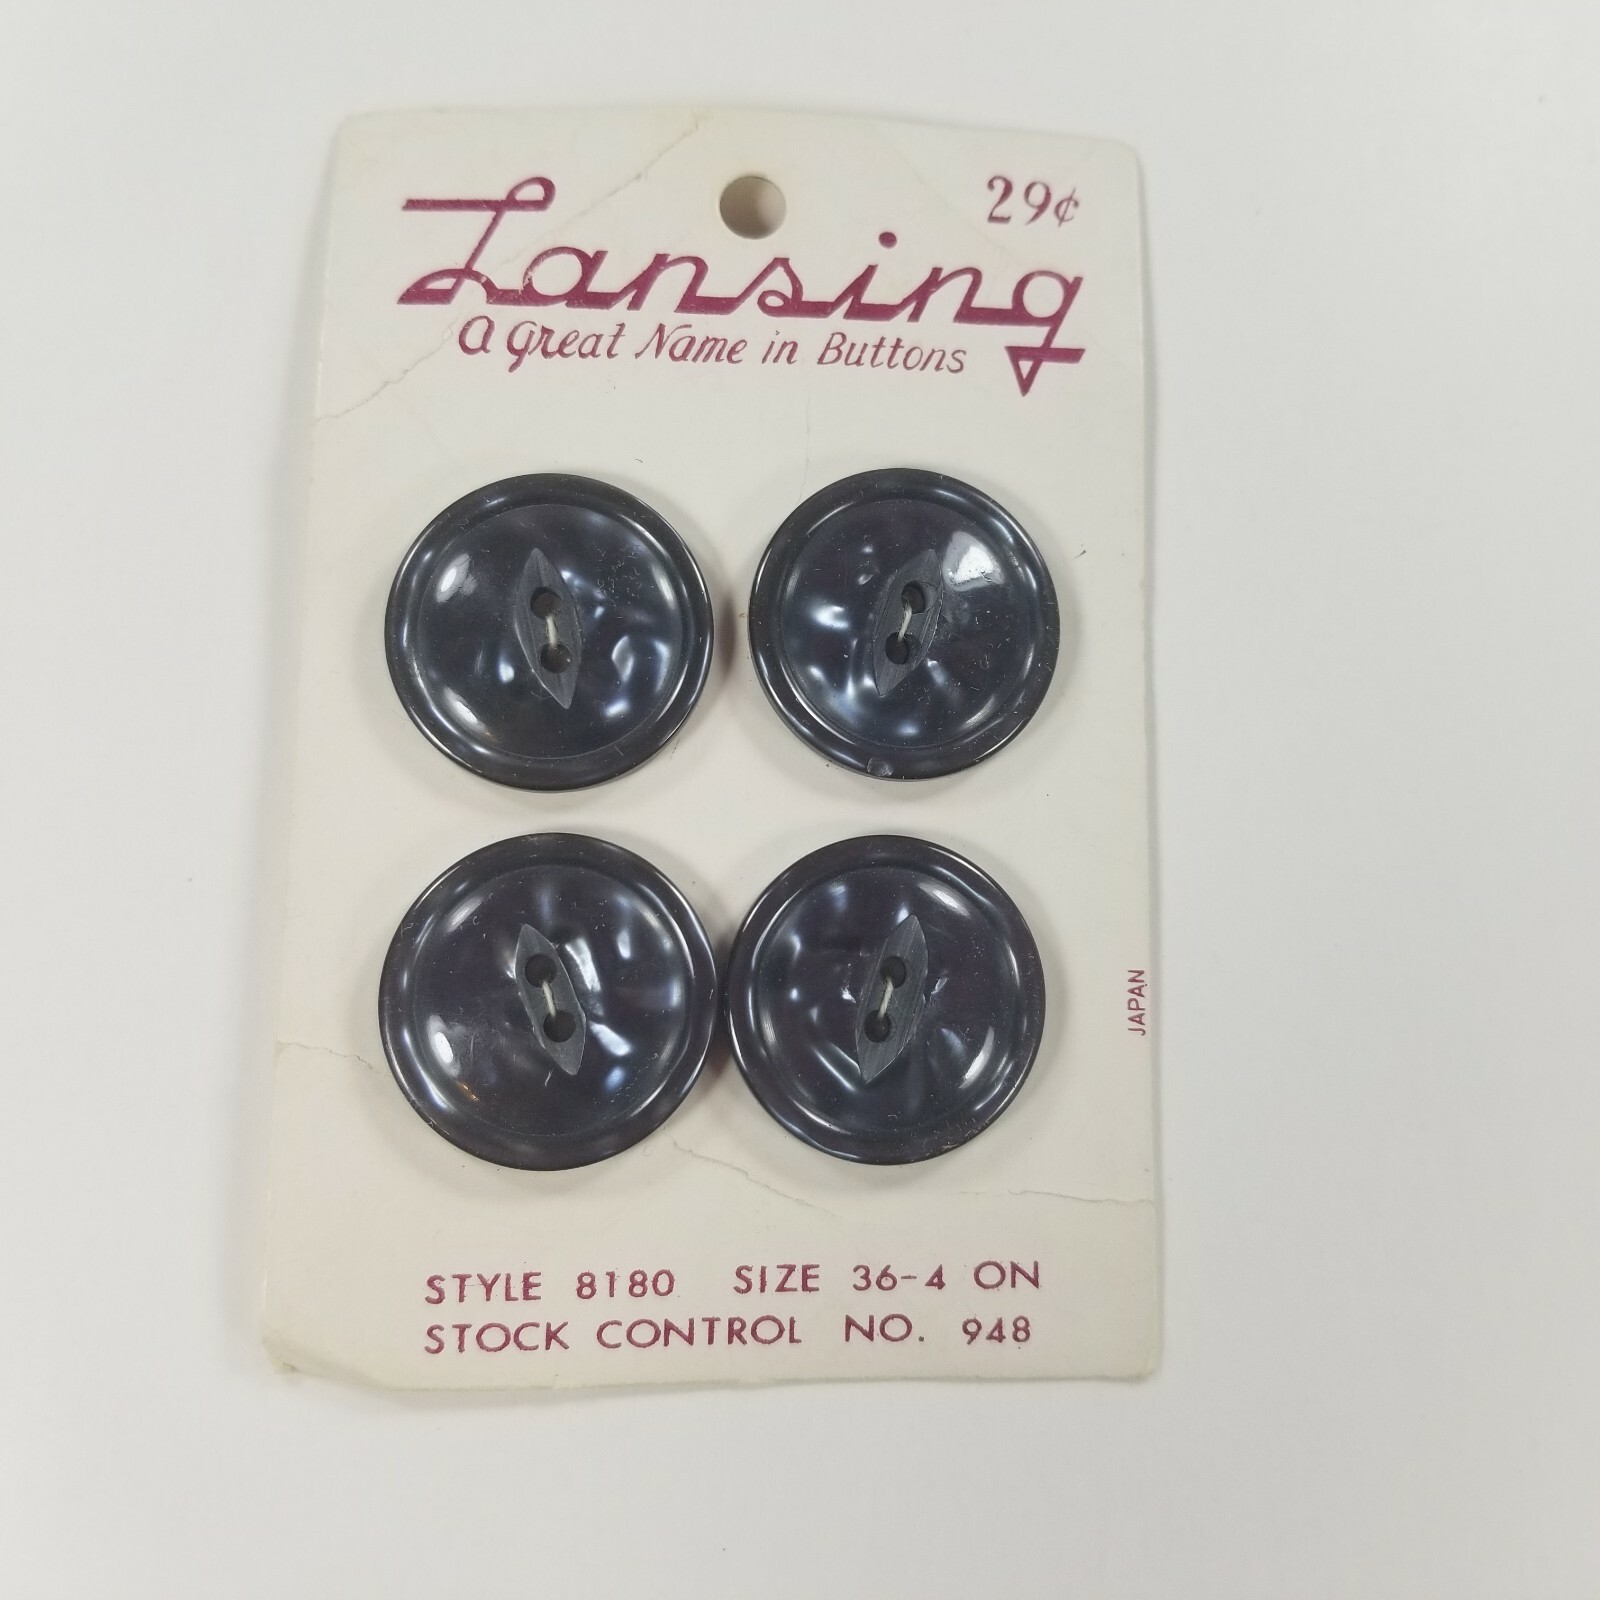 29¢
Lansing
A Great Name in Buttons
JAPAN
STYLE 8180 SIZE 36-4 ON
STOCK CONTROL NO. 948